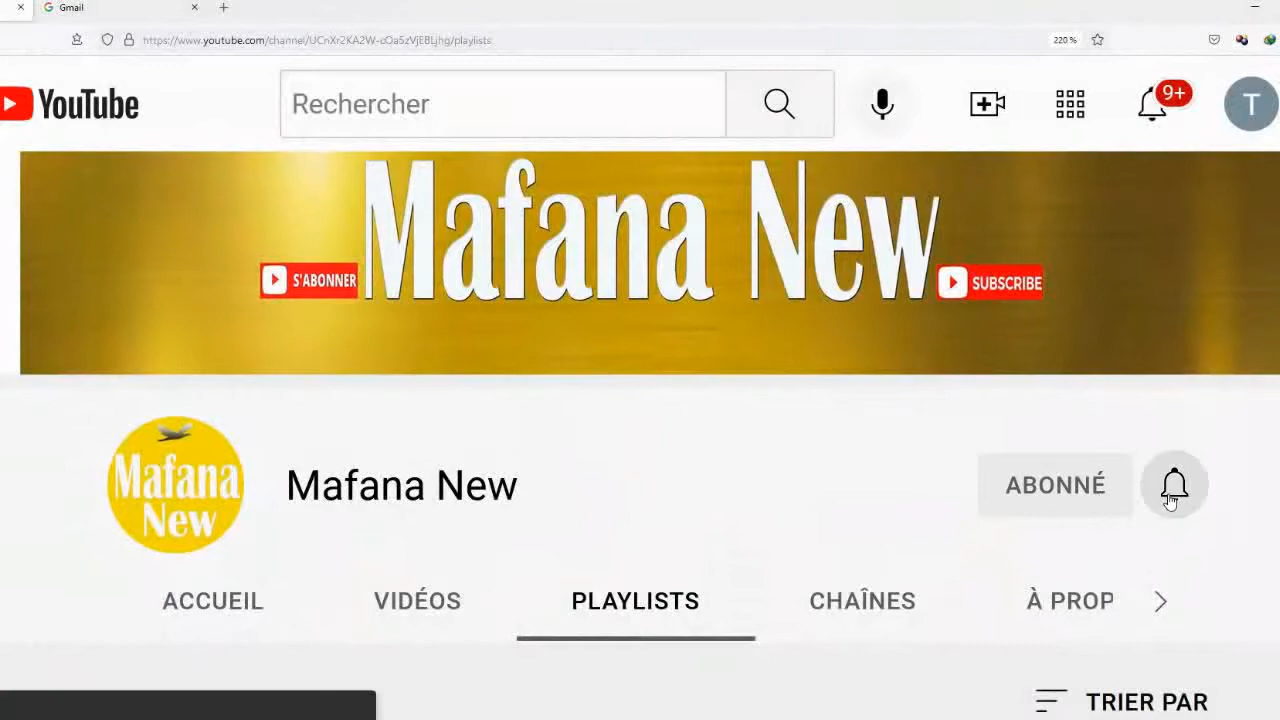 Gmail
https://www.youtube.com/channel/UCnXr2KA2W-cOa5zVjEBLjhg/playlists
220 %
YouTube
Rechercher
9+
T
Mafana New
S'ABONNER
SUBSCRIBE
Mafana
New
Mafana New
ABONNÉ
ACCUEIL
VIDÉOS
PLAYLISTS
CHAÎNES
À PROP
TRIER PAR